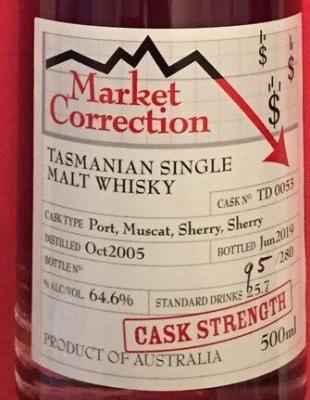 $ $
$
Market
Correction
TASMANIAN SINGLE
MALT WHISKY
CASK Nº TD 0053
CASK TYPE Port, Muscat, Sherry, Sherry
DISTILLED Oct2005 BOTTLED Jun2019
BOTTLE Nº 95 / 280
% ALC/VOL 64.6% STANDARD DRINKS 25.7
CASK STRENGTH
PRODUCT OF AUSTRALIA 500ml